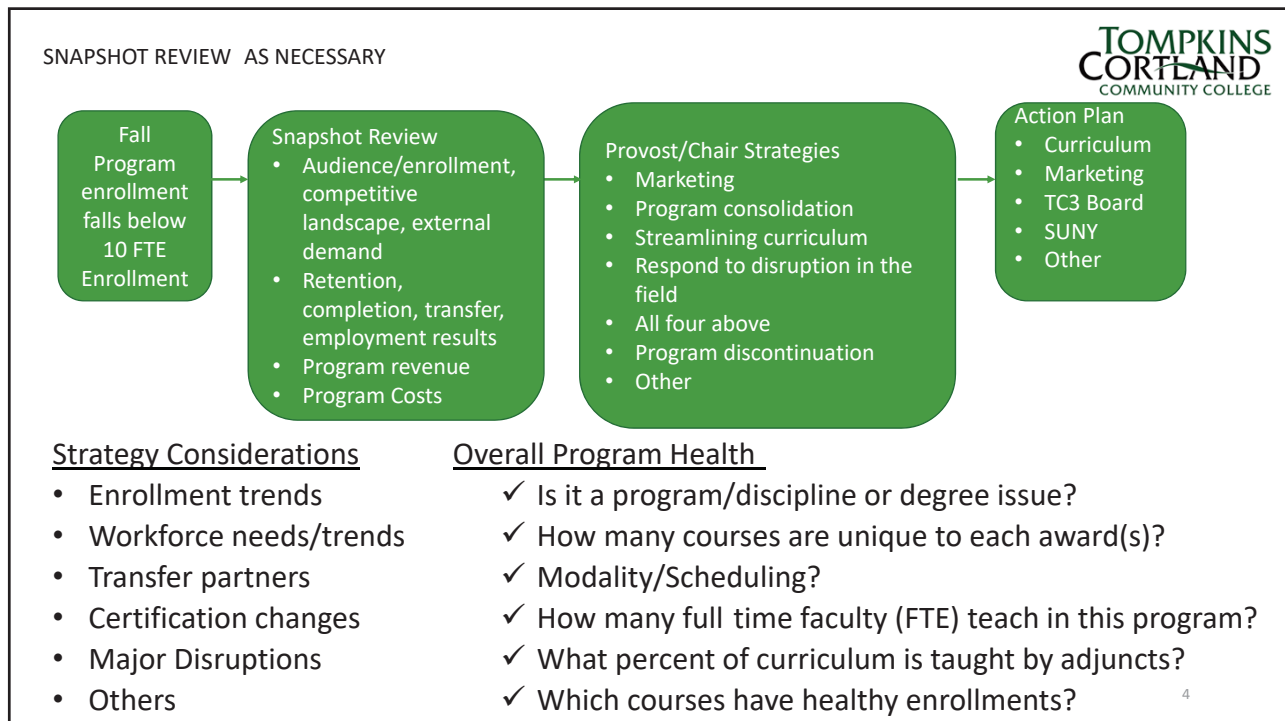 SNAPSHOT REVIEW AS NECESSARY
TOMPKINS
CORTLAND
COMMUNITY COLLEGE
Fall
Program
enrollment
falls below
10 FTE
Enrollment
Snapshot Review
• Audience/enrollment,
competitive
landscape, external
demand
• Retention,
completion, transfer,
employment results
• Program revenue
• Program Costs
Provost/Chair Strategies
• Marketing
• Program consolidation
• Streamlining curriculum
• Respond to disruption in the
field
• All four above
• Program discontinuation
• Other
Action Plan
• Curriculum
• Marketing
• TC3 Board
• SUNY
• Other
Strategy Considerations
• Enrollment trends
• Workforce needs/trends
• Transfer partners
• Certification changes
• Major Disruptions
• Others
Overall Program Health
✓ Is it a program/discipline or degree issue?
✓ How many courses are unique to each award(s)?
✓ Modality/Scheduling?
✓ How many full time faculty (FTE) teach in this program?
✓ What percent of curriculum is taught by adjuncts?
✓ Which courses have healthy enrollments?
4